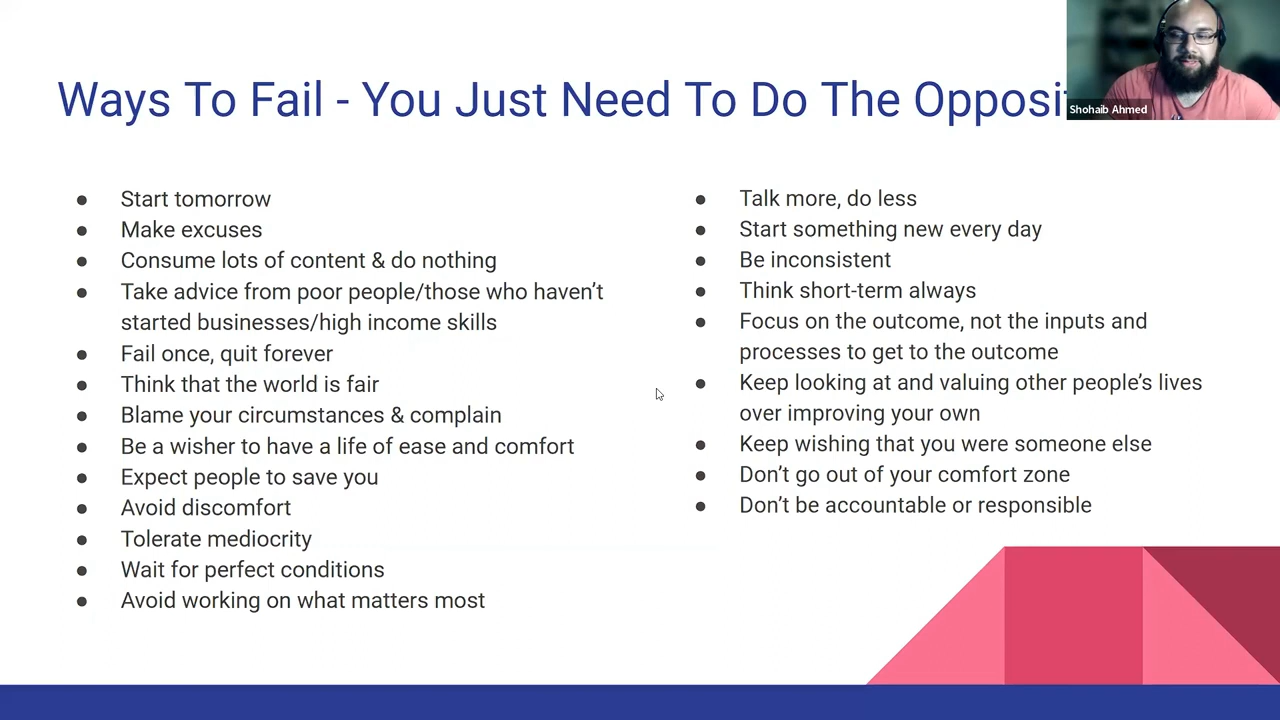 Ways To Fail - You Just Need To Do The Opposi
Shohaib Ahmed
● Start tomorrow
● Make excuses
● Consume lots of content & do nothing
● Take advice from poor people/those who haven’t
started businesses/high income skills
● Fail once, quit forever
● Think that the world is fair
● Blame your circumstances & complain
● Be a wisher to have a life of ease and comfort
● Expect people to save you
● Avoid discomfort
● Tolerate mediocrity
● Wait for perfect conditions
● Avoid working on what matters most
● Talk more, do less
● Start something new every day
● Be inconsistent
● Think short-term always
● Focus on the outcome, not the inputs and
processes to get to the outcome
● Keep looking at and valuing other people’s lives
over improving your own
● Keep wishing that you were someone else
● Don’t go out of your comfort zone
● Don’t be accountable or responsible